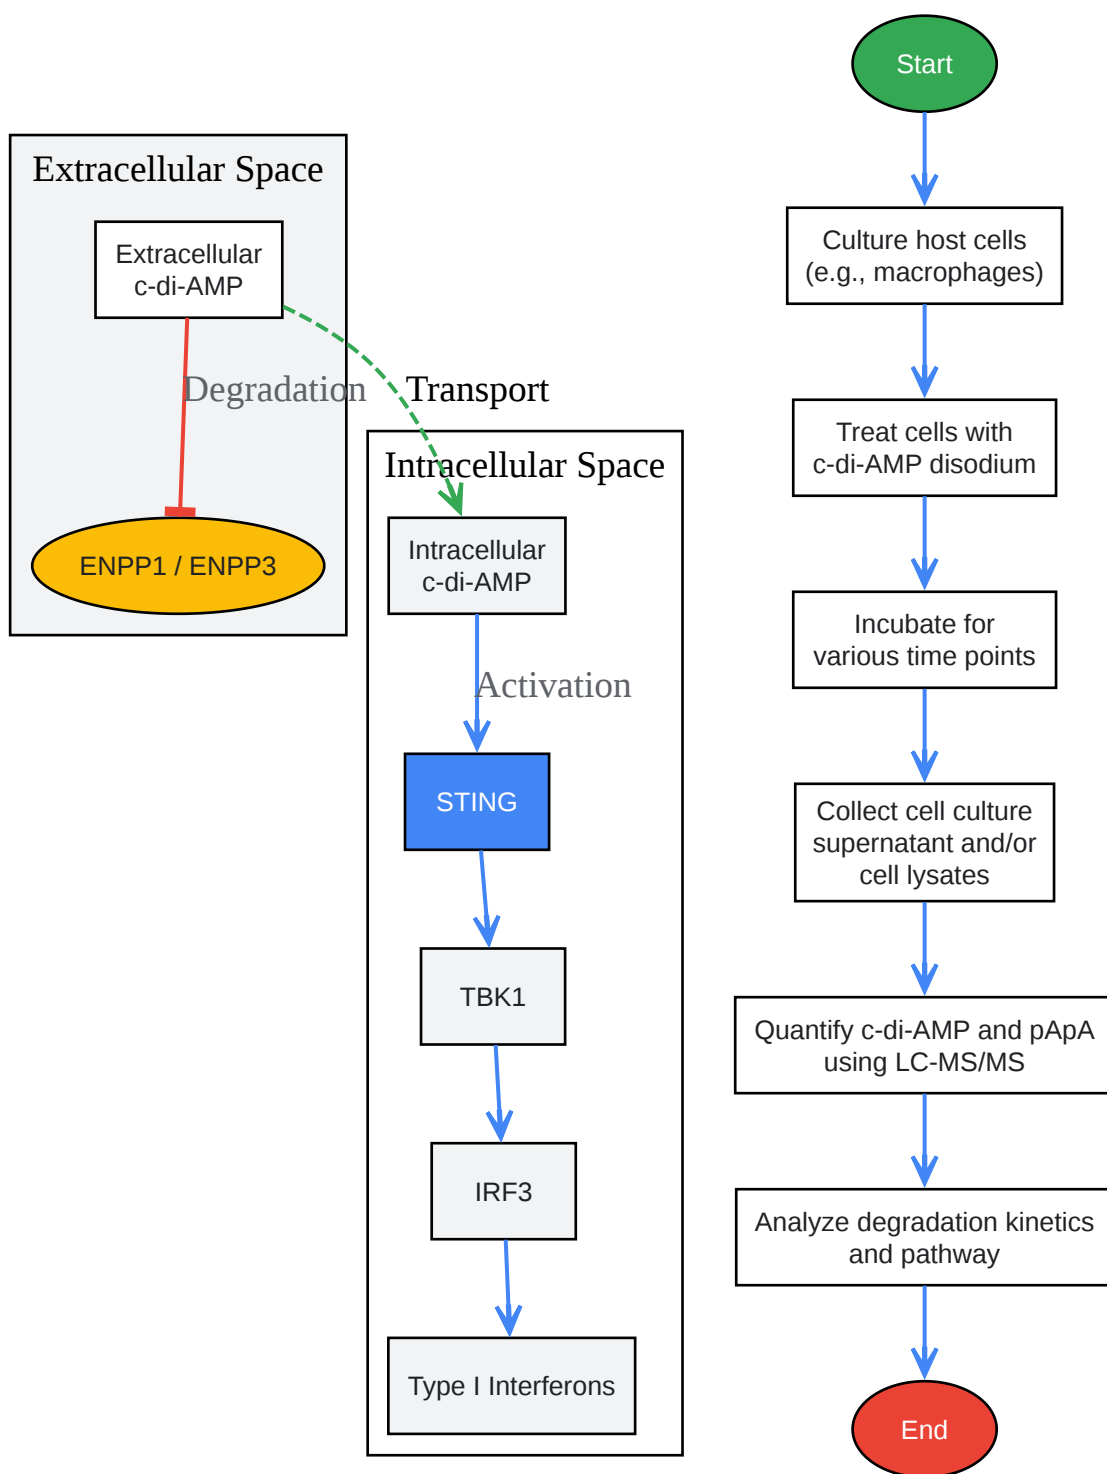 Extracellular Space
Extracellular
c-di-AMP
Degradation
Transport
ENPP1 / ENPP3
Intracellular Space
Intracellular
c-di-AMP
Activation
STING
TBK1
IRF3
Type I Interferons
Start
Culture host cells
(e.g., macrophages)
Treat cells with
c-di-AMP disodium
Incubate for
various time points
Collect cell culture
supernatant and/or
cell lysates
Quantify c-di-AMP and pApA
using LC-MS/MS
Analyze degradation kinetics
and pathway
End